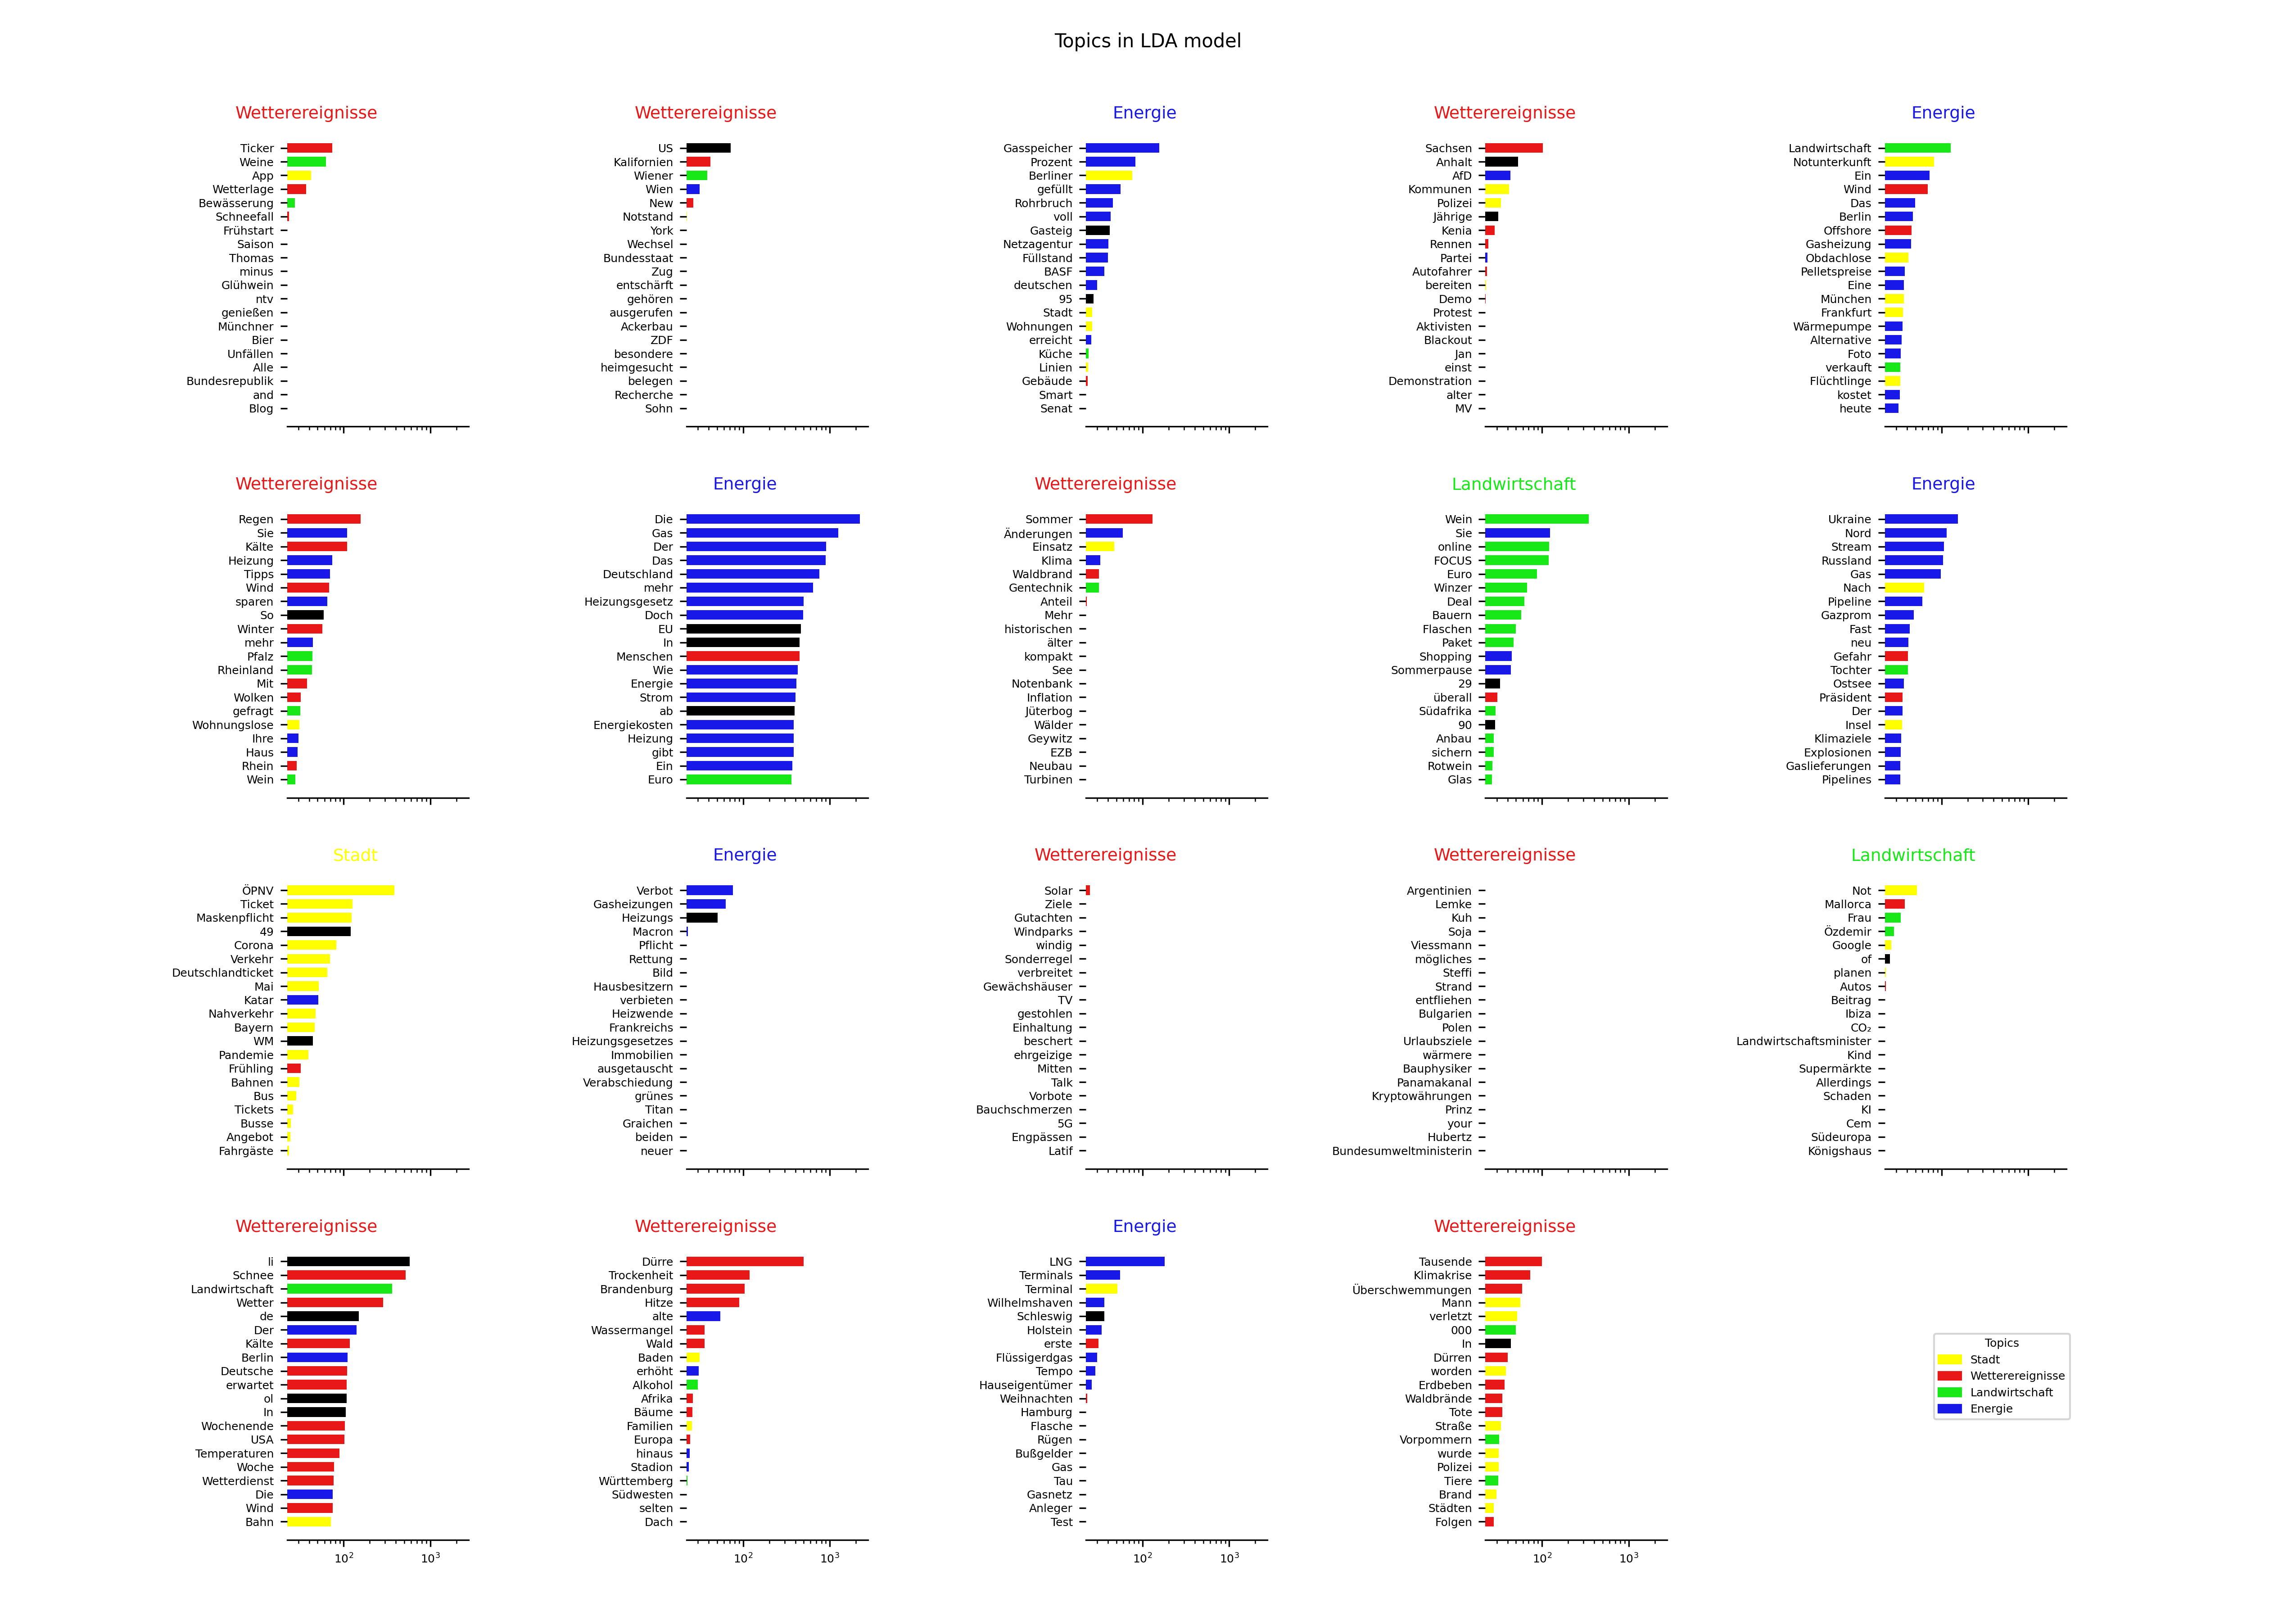 Topics in LDA model
Wetterereignisse
Ticker
Weine
App
Wetterlage
Bewässerung
Schneefall
Frühstart
Saison
Thomas
minus
Glühwein
ntv
genießen
Münchner
Bier
Unfällen
Alle
Bundesrepublik
and
Blog
Wetterereignisse
US
Kalifornien
Wiener
Wien
New
Notstand
York
Wechsel
Bundesstaat
Zug
entschärft
gehören
ausgerufen
Ackerbau
ZDF
besondere
heimgesucht
belegen
Recherche
Sohn
Energie
Gasspeicher
Prozent
Berliner
gefüllt
Rohrbruch
voll
Gasteig
Netzagentur
Füllstand
BASF
deutschen
95
Stadt
Wohnungen
erreicht
Küche
Linien
Gebäude
Smart
Senat
Wetterereignisse
Sachsen
Anhalt
AfD
Kommunen
Polizei
Jährige
Kenia
Rennen
Partei
Autofahrer
bereiten
Demo
Protest
Aktivisten
Blackout
Jan
einst
Demonstration
alter
MV
Energie
Landwirtschaft
Notunterkunft
Ein
Wind
Das
Berlin
Offshore
Gasheizung
Obdachlose
Pelletspreise
Eine
München
Frankfurt
Wärmepumpe
Alternative
Foto
verkauft
Flüchtlinge
kostet
heute
Wetterereignisse
Regen
Sie
Kälte
Heizung
Tipps
Wind
sparen
So
Winter
mehr
Pfalz
Rheinland
Mit
Wolken
gefragt
Wohnungslose
Ihre
Haus
Rhein
Wein
Energie
Die
Gas
Der
Das
Deutschland
mehr
Heizungsgesetz
Doch
EU
In
Menschen
Wie
Energie
Strom
ab
Energiekosten
Heizung
gibt
Ein
Euro
Wetterereignisse
Sommer
Änderungen
Einsatz
Klima
Waldbrand
Gentechnik
Anteil
Mehr
historischen
älter
kompakt
See
Notenbank
Inflation
Jüterbog
Wälder
Geywitz
EZB
Neubau
Turbinen
Landwirtschaft
Wein
Sie
online
FOCUS
Euro
Winzer
Deal
Bauern
Flaschen
Paket
Shopping
Sommerpause
29
überall
Südafrika
90
Anbau
sichern
Rotwein
Glas
Energie
Ukraine
Nord
Stream
Russland
Gas
Nach
Pipeline
Gazprom
Fast
neu
Gefahr
Tochter
Ostsee
Präsident
Der
Insel
Klimaziele
Explosionen
Gaslieferungen
Pipelines
Stadt
ÖPNV
Ticket
Maskenpflicht
49
Corona
Verkehr
Deutschlandticket
Mai
Katar
Nahverkehr
Bayern
WM
Pandemie
Frühling
Bahnen
Bus
Tickets
Busse
Angebot
Fahrgäste
Energie
Verbot
Gasheizungen
Heizungs
Macron
Pflicht
Rettung
Bild
Hausbesitzern
verbieten
Heizwende
Frankreichs
Heizungsgesetzes
Immobilien
ausgetauscht
Verabschiedung
grünes
Titan
Graichen
beiden
neuer
Wetterereignisse
Solar
Ziele
Gutachten
Windparks
windig
Sonderregel
verbreitet
Gewächshäuser
TV
gestohlen
Einhaltung
beschert
ehrgeizige
Mitten
Talk
Vorbote
Bauchschmerzen
5G
Engpässen
Latif
Wetterereignisse
Argentinien
Lemke
Kuh
Soja
Viessmann
mögliches
Steffi
Strand
entfliehen
Bulgarien
Polen
Urlaubsziele
wärmere
Bauphysiker
Panamakanal
Kryptowährungen
Prinz
your
Hubertz
Bundesumweltministerin
Landwirtschaft
Not
Mallorca
Frau
Özdemir
Google
of
planen
Autos
Beitrag
Ibiza
CO₂
Landwirtschaftsminister
Kind
Supermärkte
Allerdings
Schaden
KI
Cem
Südeuropa
Königshaus
Wetterereignisse
li
Schnee
Landwirtschaft
Wetter
de
Der
Kälte
Berlin
Deutsche
erwartet
ol
In
Wochenende
USA
Temperaturen
Woche
Wetterdienst
Die
Wind
Bahn
10² 10³
Wetterereignisse
Dürre
Trockenheit
Brandenburg
Hitze
alte
Wassermangel
Wald
Baden
erhöht
Alkohol
Afrika
Bäume
Familien
Europa
hinaus
Stadion
Württemberg
Südwesten
selten
Dach
10² 10³
Energie
LNG
Terminals
Terminal
Wilhelmshaven
Schleswig
Holstein
erste
Flüssigerdgas
Tempo
Hauseigentümer
Weihnachten
Hamburg
Flasche
Rügen
Bußgelder
Gas
Tau
Gasnetz
Anleger
Test
10² 10³
Wetterereignisse
Tausende
Klimakrise
Überschwemmungen
Mann
verletzt
000
In
Dürren
worden
Erdbeben
Waldbrände
Tote
Straße
Vorpommern
wurde
Polizei
Tiere
Brand
Städten
Folgen
10² 10³
Topics
Stadt
Wetterereignisse
Landwirtschaft
Energie